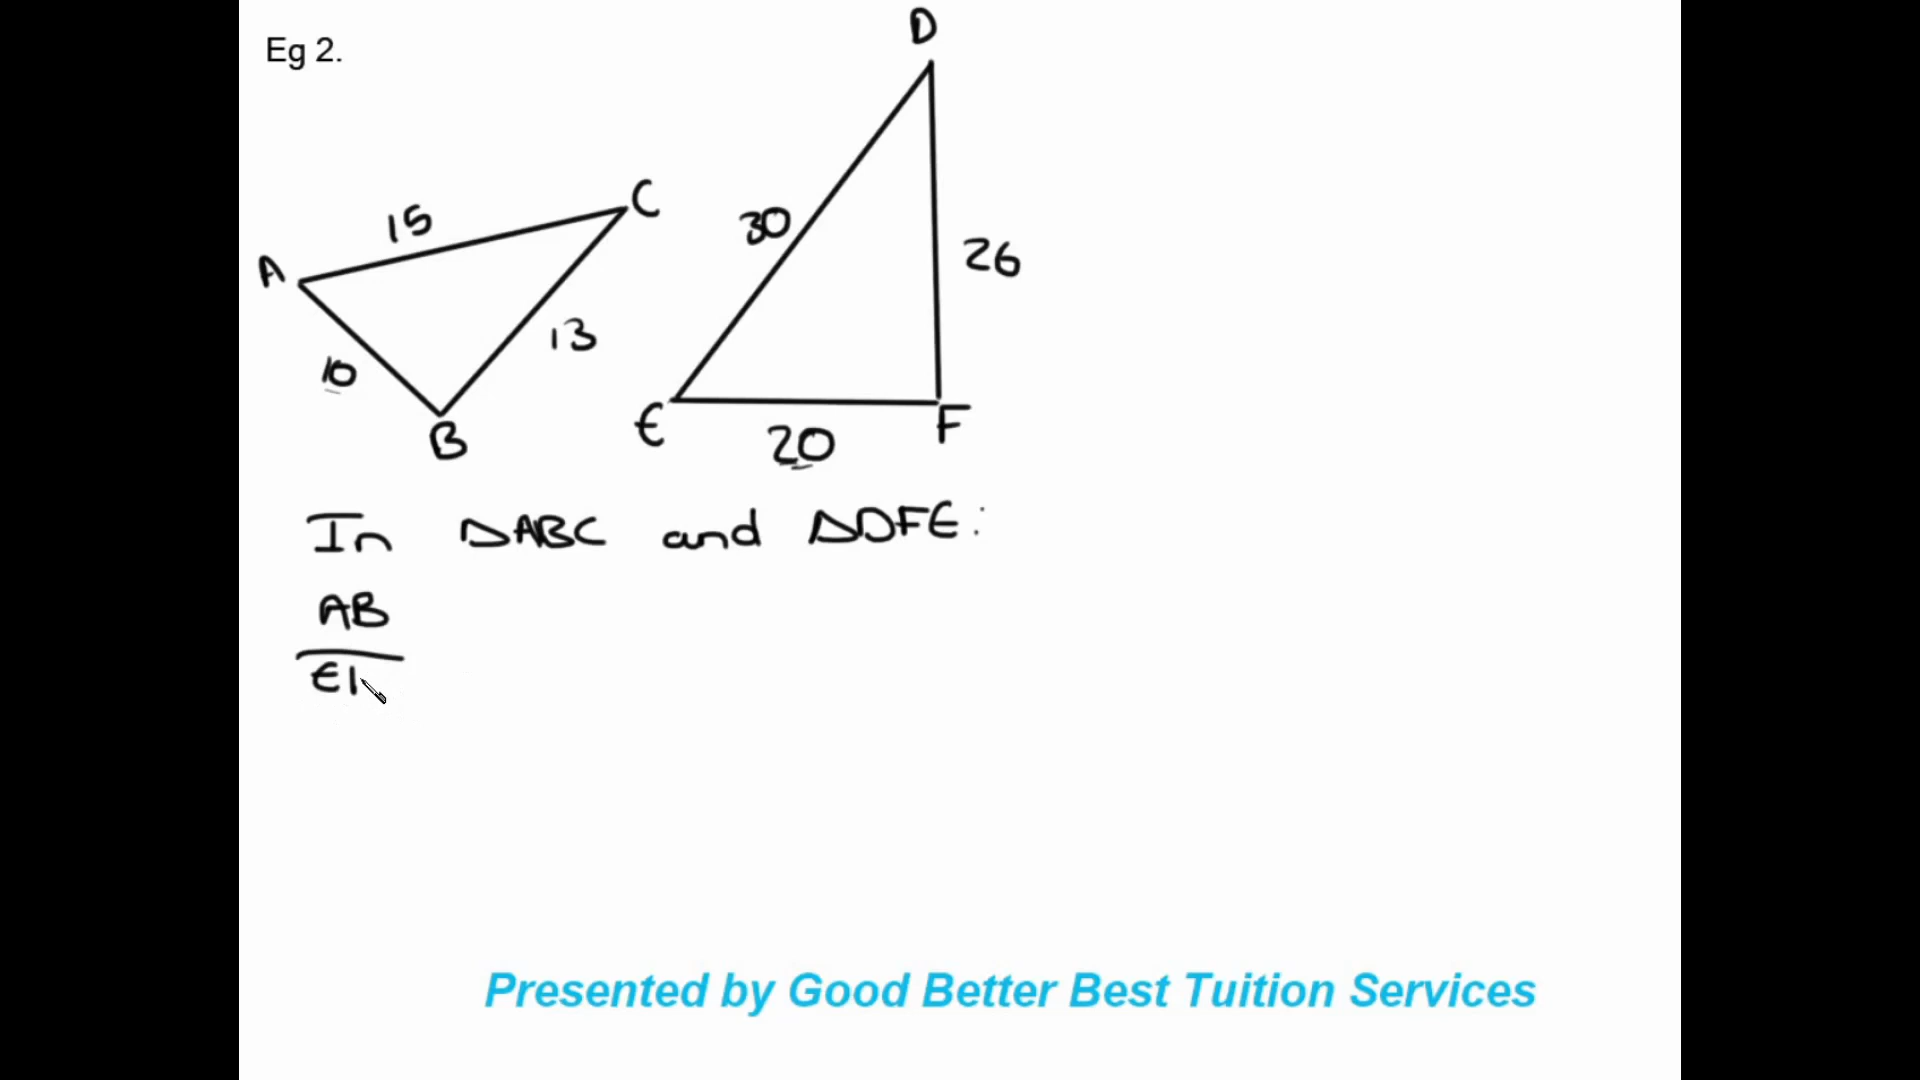 Eg 2.
D
C
15
30
26
A
13
10
B
E
F
20
In ΔABC and ΔDFE:
AB
E
Presented by Good Better Best Tuition Services